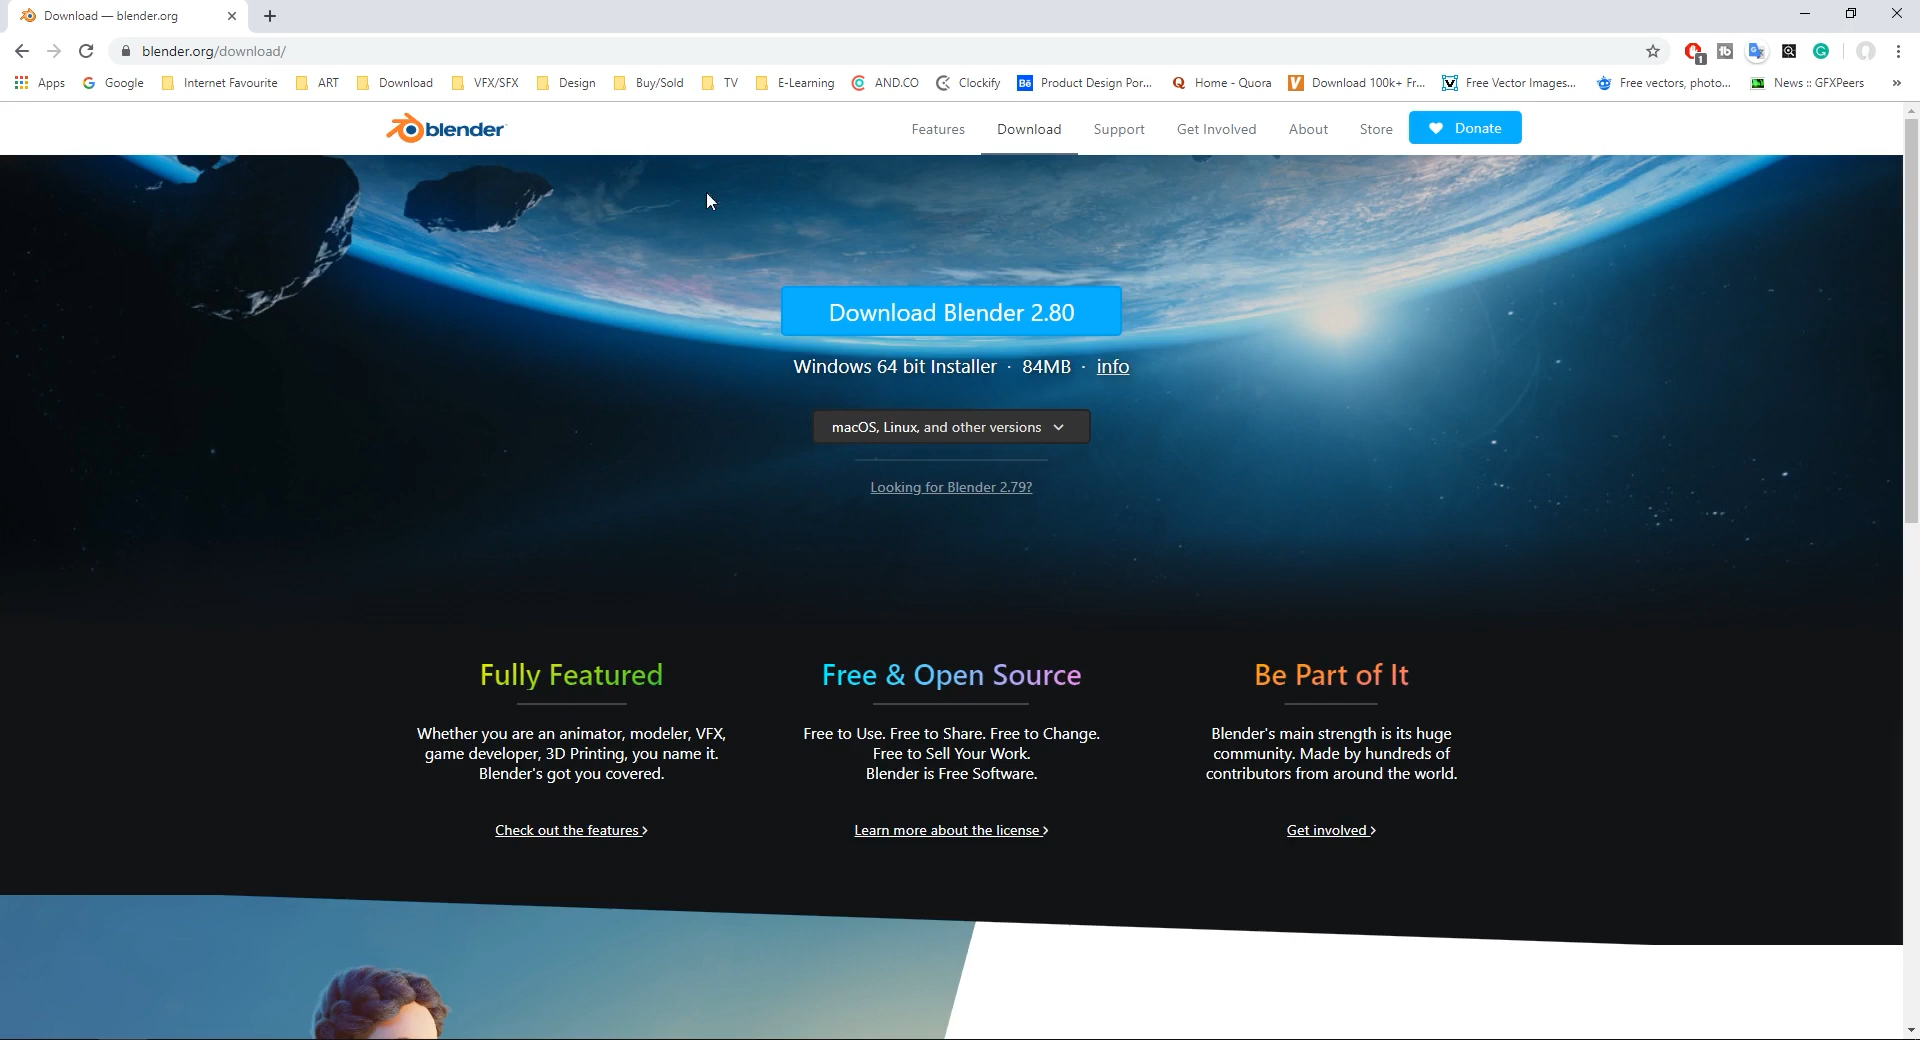 Download — blender.org
blender.org/download/
1
Apps
Google
Internet Favourite
ART
Download
VFX/SFX
Design
Buy/Sold
TV
E-Learning
AND.CO
Clockify
Bē
Product Design Por...
Home - Quora
Download 100k+ Fr...
Free Vector Images...
Free vectors, photo...
News :: GFXPeers
»
blender
Features
Download
Support
Get Involved
About
Store
Donate
Download Blender 2.80
Windows 64 bit Installer · 84MB · info
macOS, Linux, and other versions
Looking for Blender 2.79?
Fully Featured
Whether you are an animator, modeler, VFX,
game developer, 3D Printing, you name it.
Blender's got you covered.
Check out the features ›
Free & Open Source
Free to Use. Free to Share. Free to Change.
Free to Sell Your Work.
Blender is Free Software.
Learn more about the license ›
Be Part of It
Blender's main strength is its huge
community. Made by hundreds of
contributors from around the world.
Get involved ›